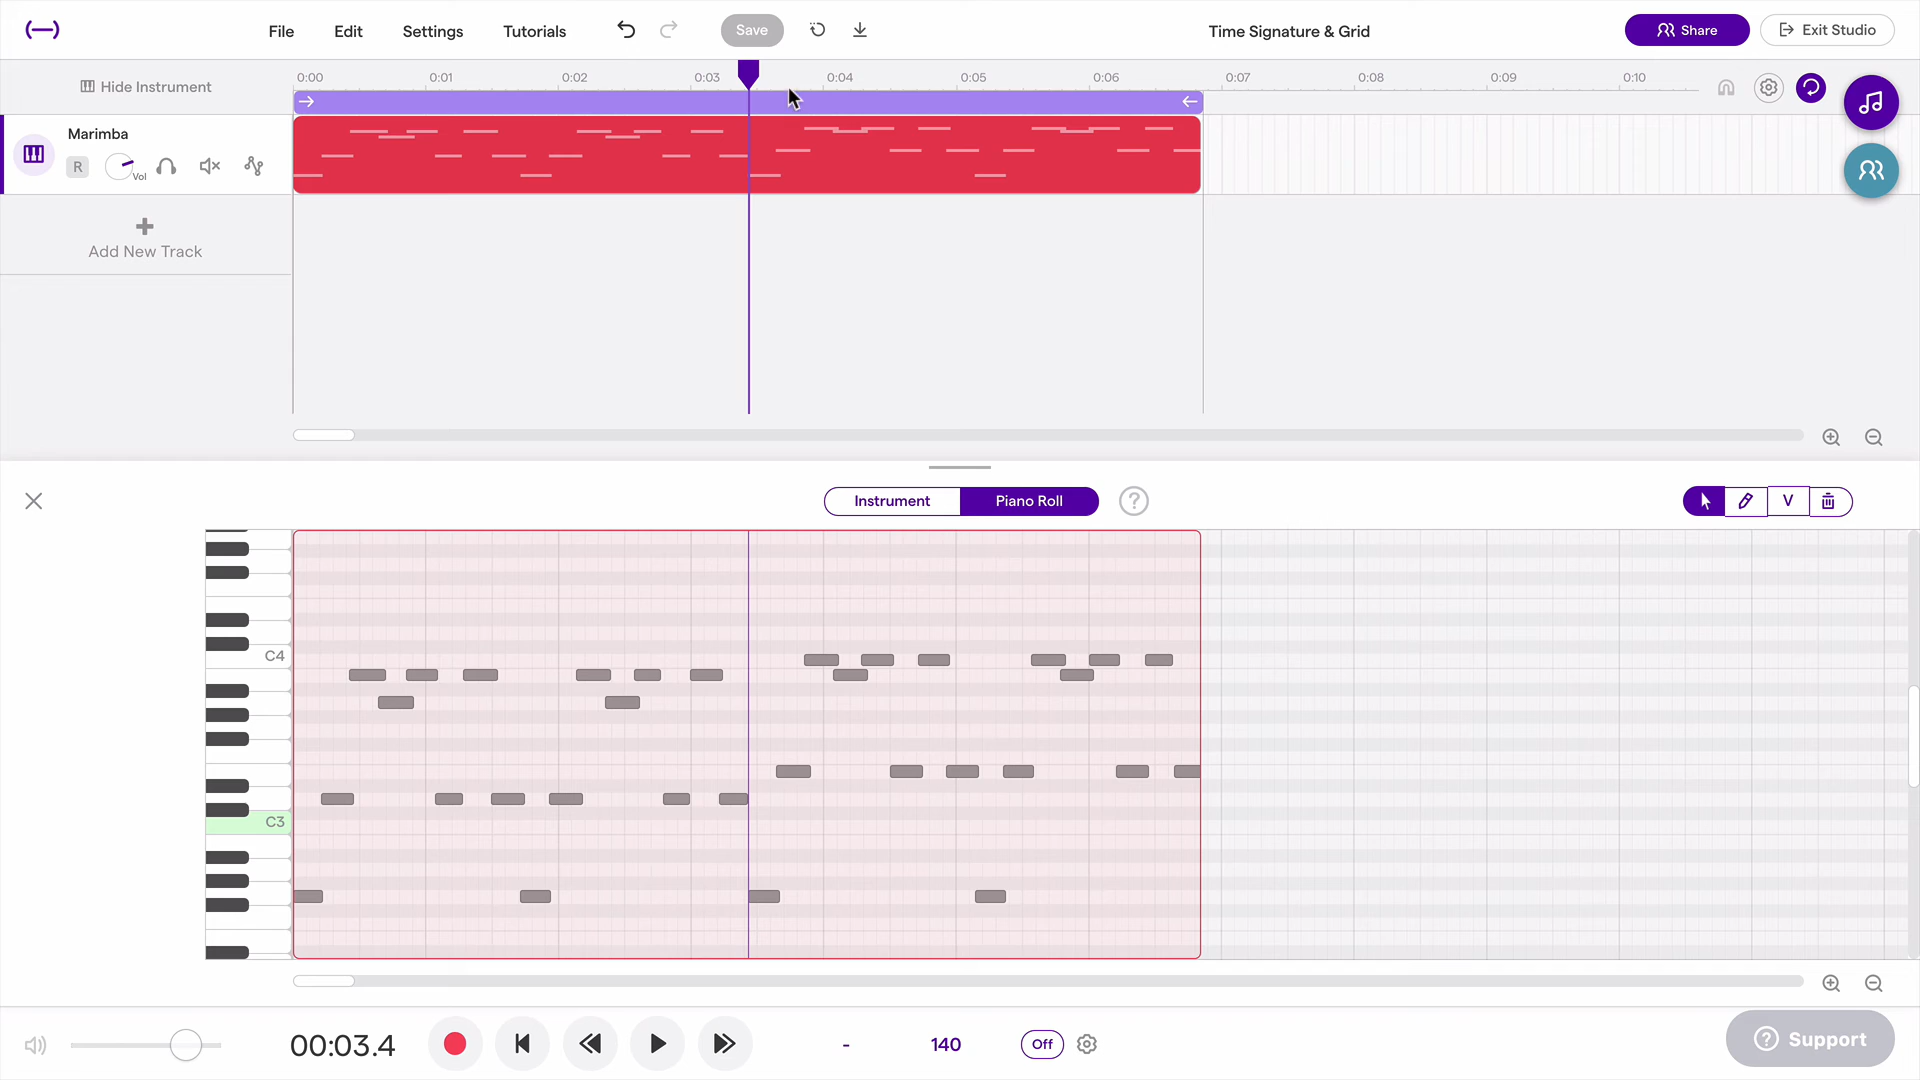 File Edit Settings Tutorials Save Time Signature & Grid Share Exit Studio
Hide Instrument 0:00 0:01 0:02 0:03 0:04 0:05 0:06 0:07 0:08 0:09 0:10
Marimba
R Vol
Add New Track
Instrument Piano Roll ? V
C4
C3
00:03.4 - 140 Off ? Support